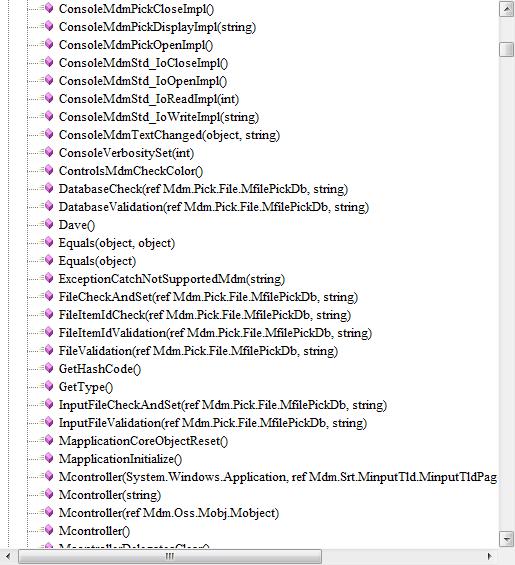 ConsoleMdmPickCloseImpl()
ConsoleMdmPickDisplayImpl(string)
ConsoleMdmPickOpenImpl()
ConsoleMdmStd_IoCloseImpl()
ConsoleMdmStd_IoOpenImpl()
ConsoleMdmStd_IoReadImpl(int)
ConsoleMdmStd_IoWriteImpl(string)
ConsoleMdmTextChanged(object, string)
ConsoleVerbositySet(int)
ControlsMdmCheckColor()
DatabaseCheck(ref Mdm.Pick.File.MfilePickDb, string)
DatabaseValidation(ref Mdm.Pick.File.MfilePickDb, string)
Dave()
Equals(object, object)
Equals(object)
ExceptionCatchNotSupportedMdm(string)
FileCheckAndSet(ref Mdm.Pick.File.MfilePickDb, string)
FileItemIdCheck(ref Mdm.Pick.File.MfilePickDb, string)
FileItemIdValidation(ref Mdm.Pick.File.MfilePickDb, string)
FileValidation(ref Mdm.Pick.File.MfilePickDb, string)
GetHashCode()
GetType()
InputFileCheckAndSet(ref Mdm.Pick.File.MfilePickDb, string)
InputFileValidation(ref Mdm.Pick.File.MfilePickDb, string)
MapplicationCoreObjectReset()
MapplicationInitialize()
Mcontroller(System.Windows.Application, ref Mdm.Srt.MinputTld.MinputTldPag
Mcontroller(string)
Mcontroller(ref Mdm.Oss.Mobj.Mobject)
Mcontroller()